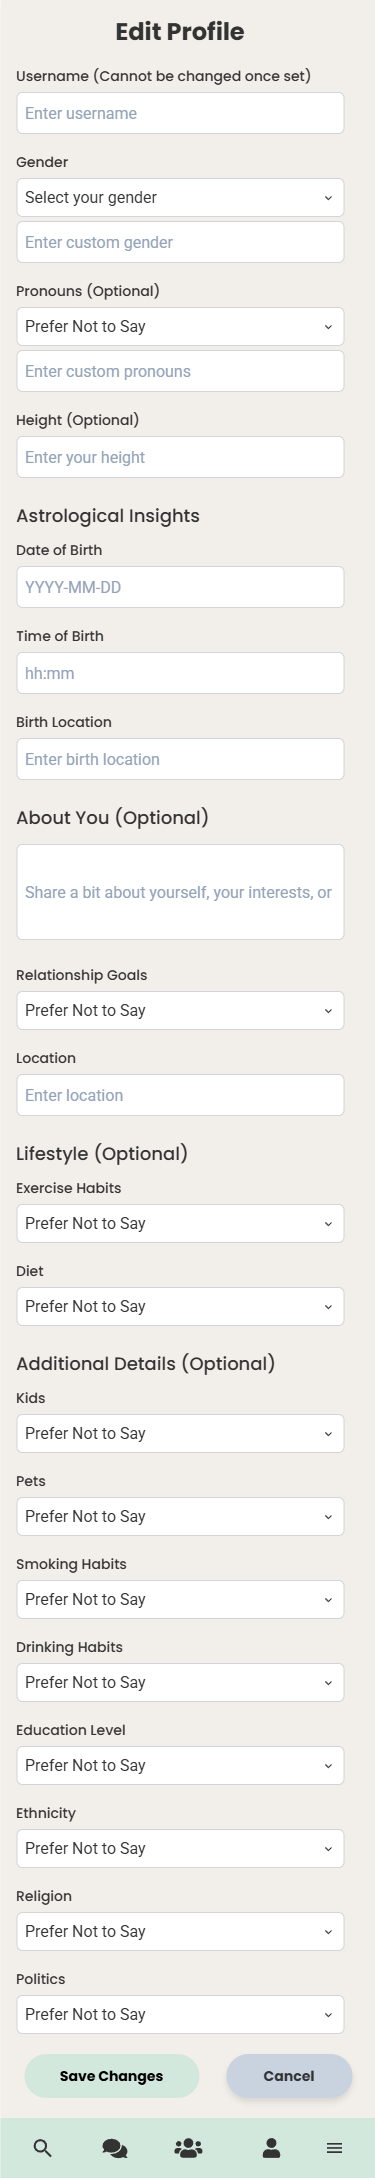 Edit Profile
Username (Cannot be changed once set)
Enter username
Gender
Select your gender
Enter custom gender
Pronouns (Optional)
Prefer Not to Say
Enter custom pronouns
Height (Optional)
Enter your height
Astrological Insights
Date of Birth
YYYY-MM-DD
Time of Birth
hh:mm
Birth Location
Enter birth location
About You (Optional)
Share a bit about yourself, your interests, or
Relationship Goals
Prefer Not to Say
Location
Enter location
Lifestyle (Optional)
Exercise Habits
Prefer Not to Say
Diet
Prefer Not to Say
Additional Details (Optional)
Kids
Prefer Not to Say
Pets
Prefer Not to Say
Smoking Habits
Prefer Not to Say
Drinking Habits
Prefer Not to Say
Education Level
Prefer Not to Say
Ethnicity
Prefer Not to Say
Religion
Prefer Not to Say
Politics
Prefer Not to Say
Save Changes
Cancel